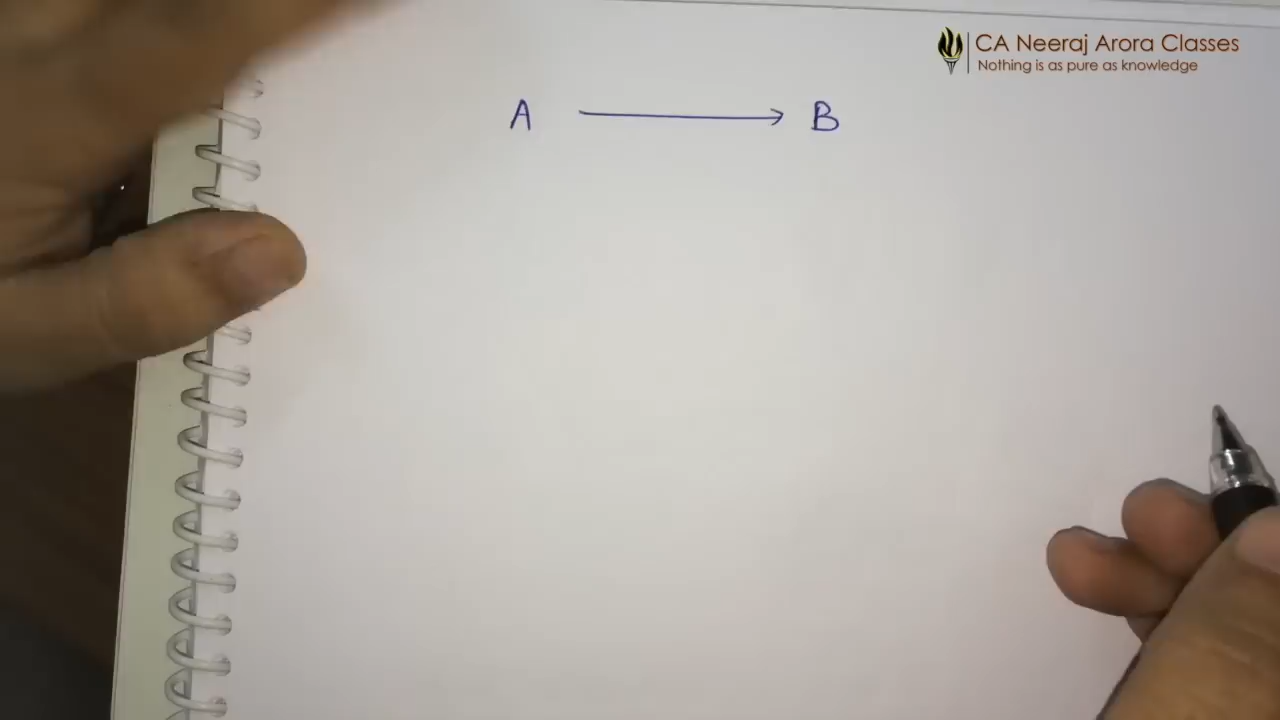 CA Neeraj Arora Classes
Nothing is as pure as knowledge
A → B